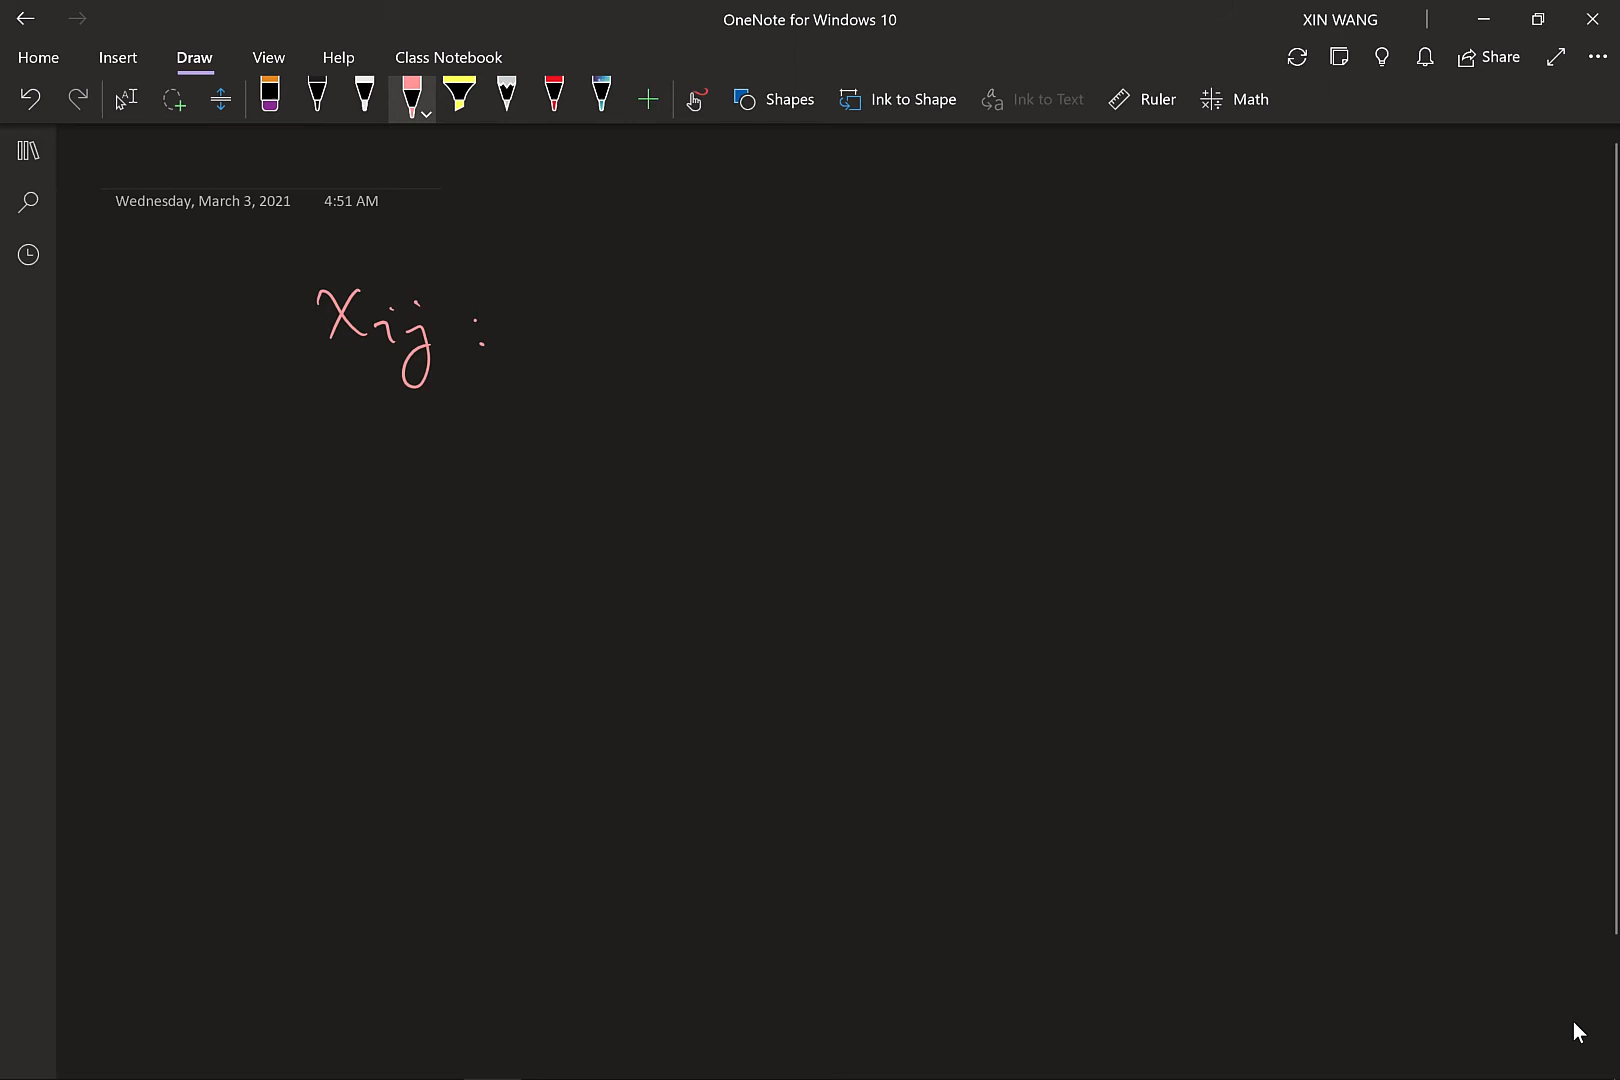 OneNote for Windows 10
XIN WANG
Home Insert Draw View Help Class Notebook
Share
Shapes Ink to Shape Ink to Text Ruler Math
Wednesday, March 3, 2021 4:51 AM
Xij :